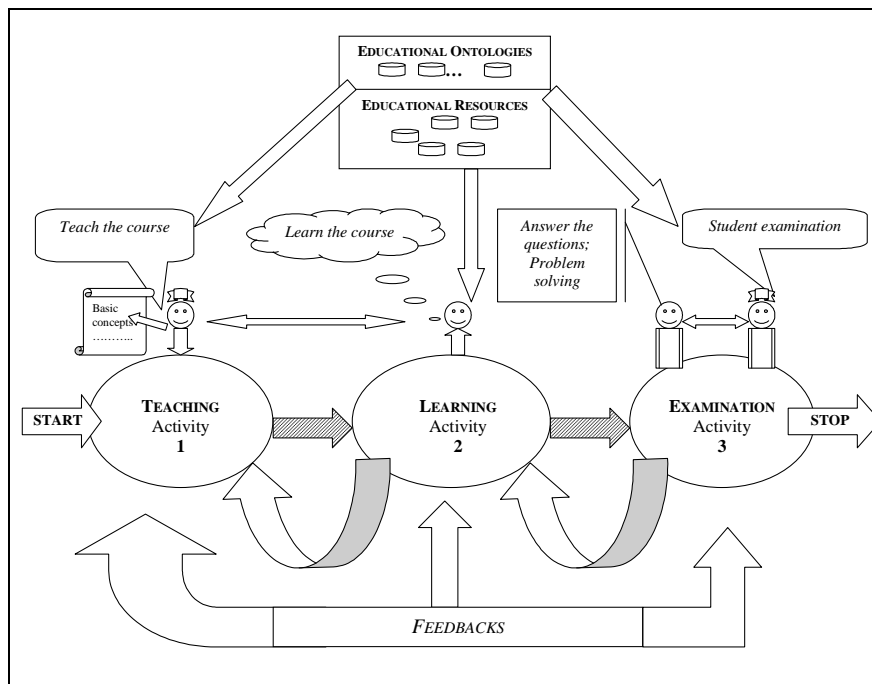 EDUCATIONAL ONTOLOGIES
...
EDUCATIONAL RESOURCES
Teach the course
Learn the course
Answer the
questions;
Problem
solving
Student examination
Basic
concepts
………..
START
TEACHING
Activity
1
LEARNING
Activity
2
EXAMINATION
Activity
3
STOP
FEEDBACKS